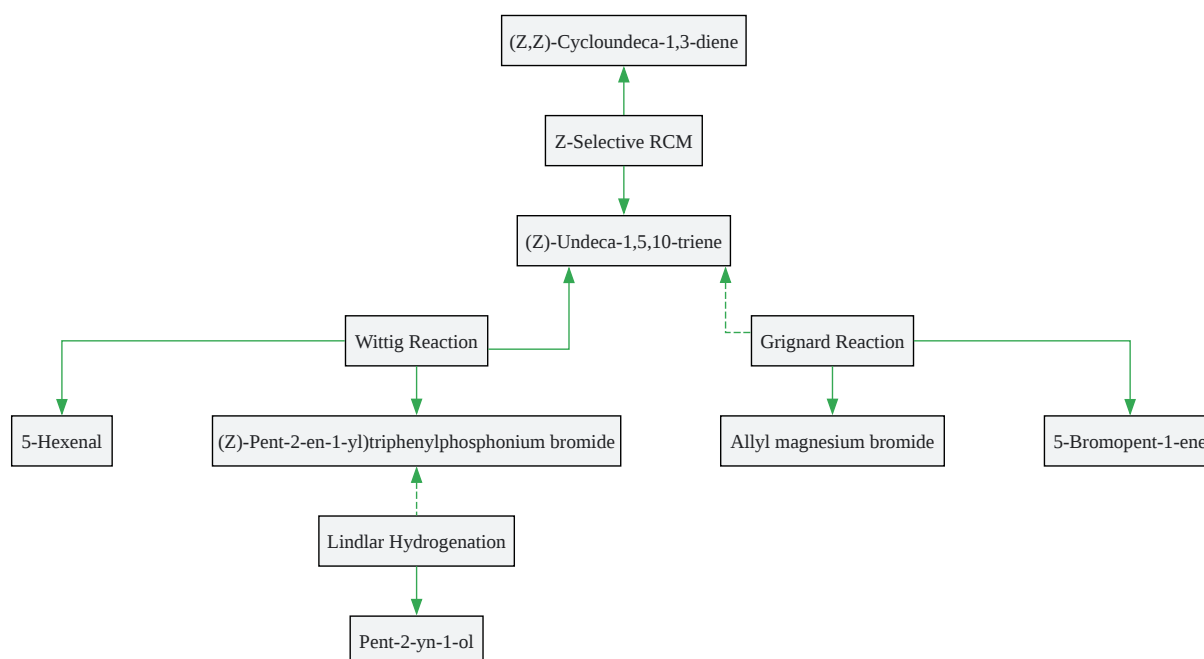 (Z,Z)-Cycloundeca-1,3-diene
Z-Selective RCM
(Z)-Undeca-1,5,10-triene
Wittig Reaction
Grignard Reaction
5-Hexenal
(Z)-Pent-2-en-1-yl)triphenylphosphonium bromide
Allyl magnesium bromide
5-Bromopent-1-ene
Lindlar Hydrogenation
Pent-2-yn-1-ol